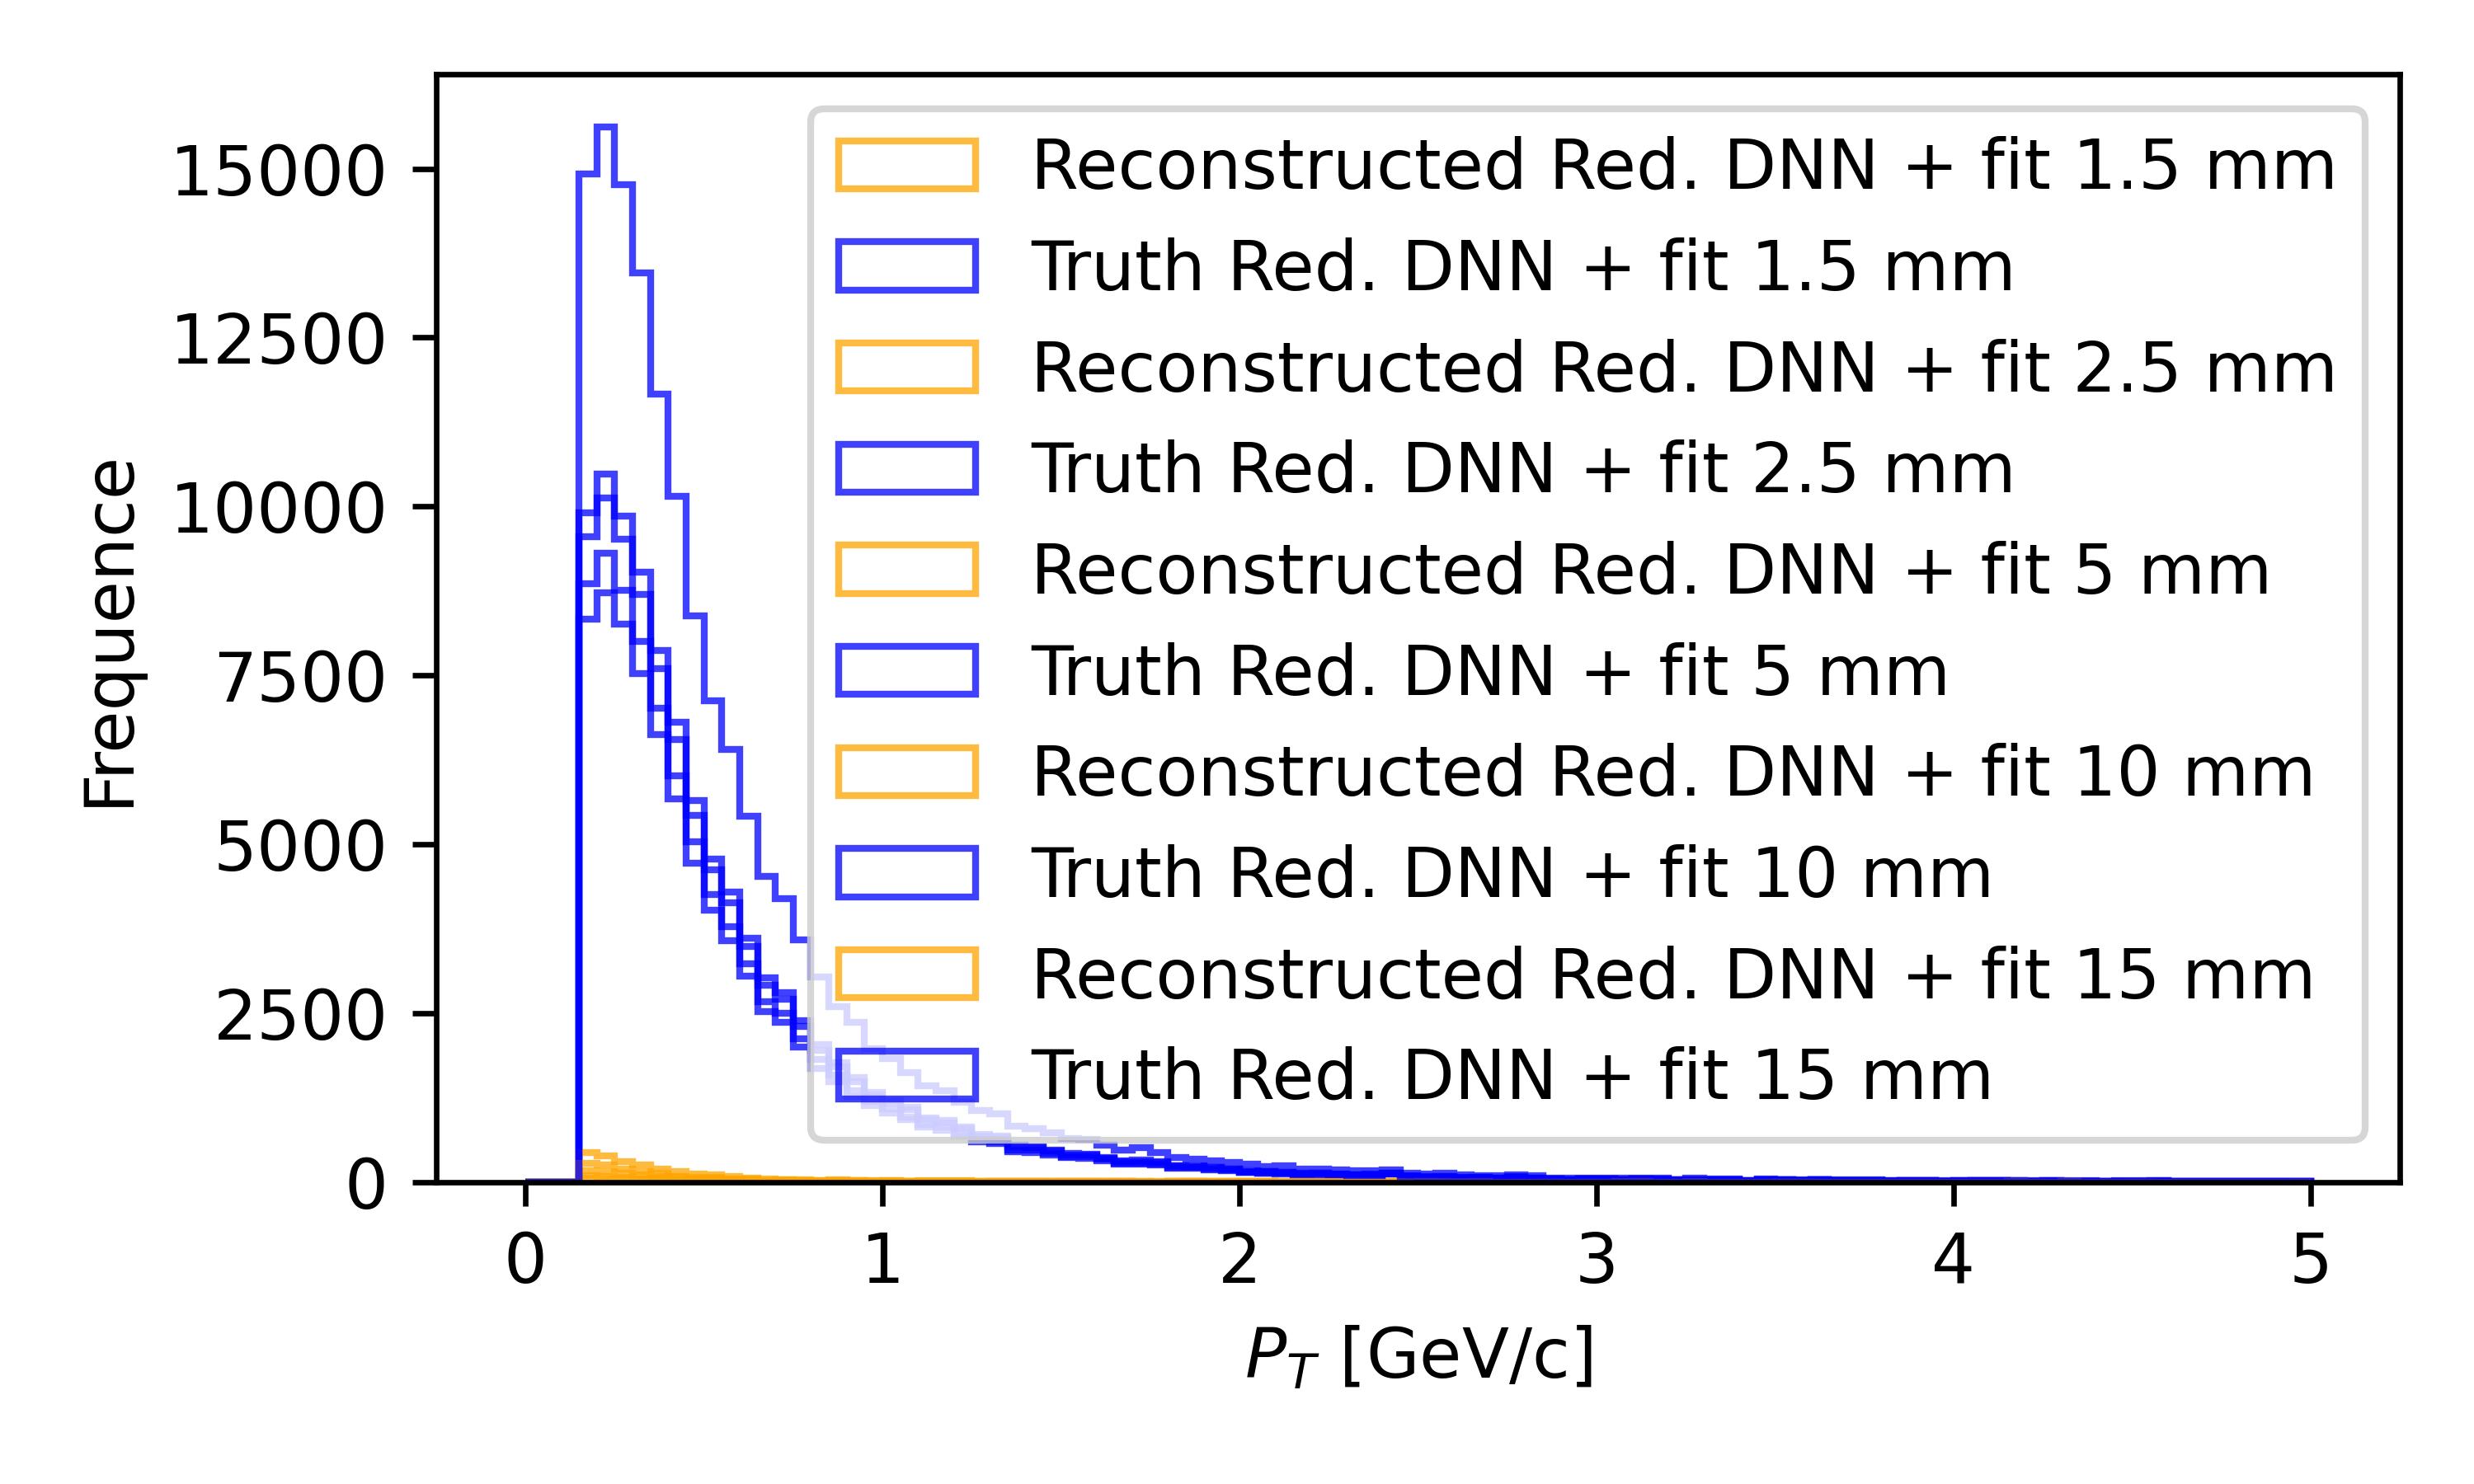 15000
12500
10000
7500
5000
2500
0
Frequence
Reconstructed Red. DNN + fit 1.5 mm
Truth Red. DNN + fit 1.5 mm
Reconstructed Red. DNN + fit 2.5 mm
Truth Red. DNN + fit 2.5 mm
Reconstructed Red. DNN + fit 5 mm
Truth Red. DNN + fit 5 mm
Reconstructed Red. DNN + fit 10 mm
Truth Red. DNN + fit 10 mm
Reconstructed Red. DNN + fit 15 mm
Truth Red. DNN + fit 15 mm
0 1 2 3 4 5
P_T [GeV/c]